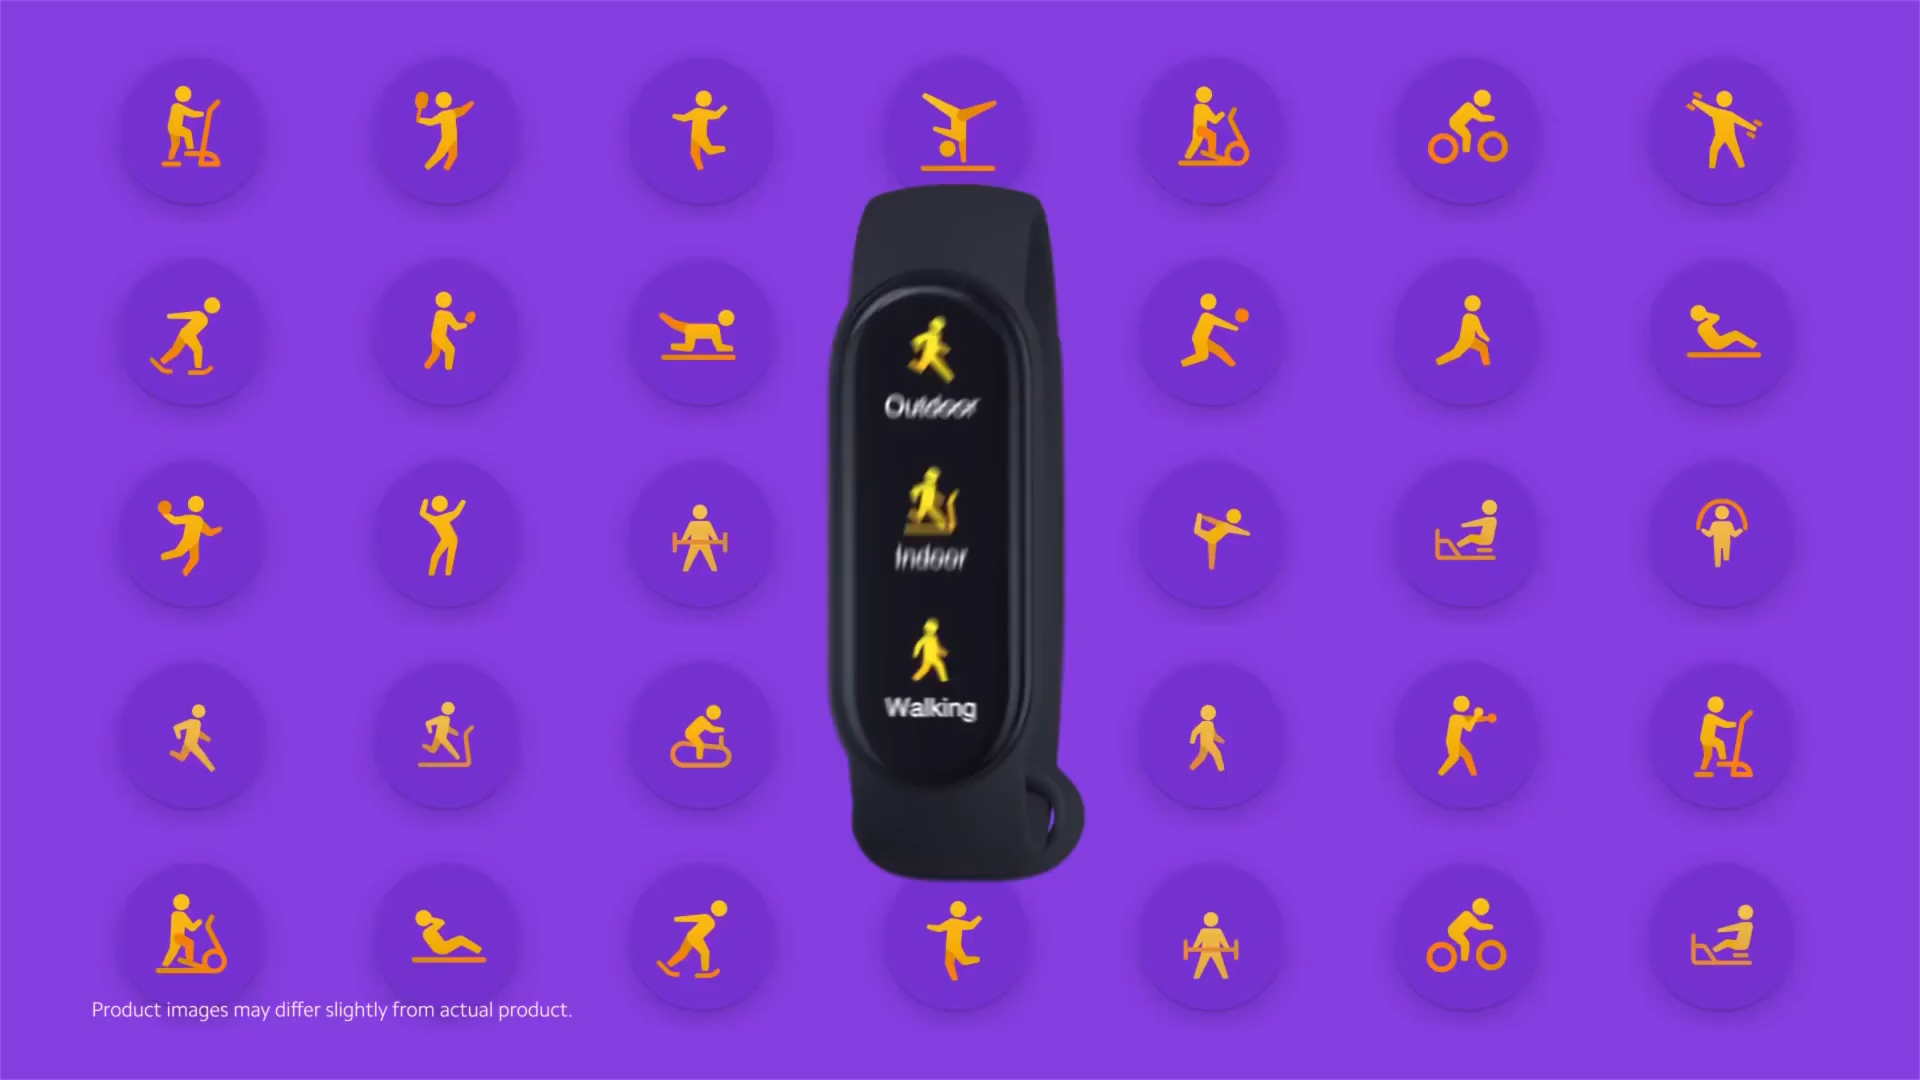 Outdoor
Indoor
Walking
Product images may differ slightly from actual product.